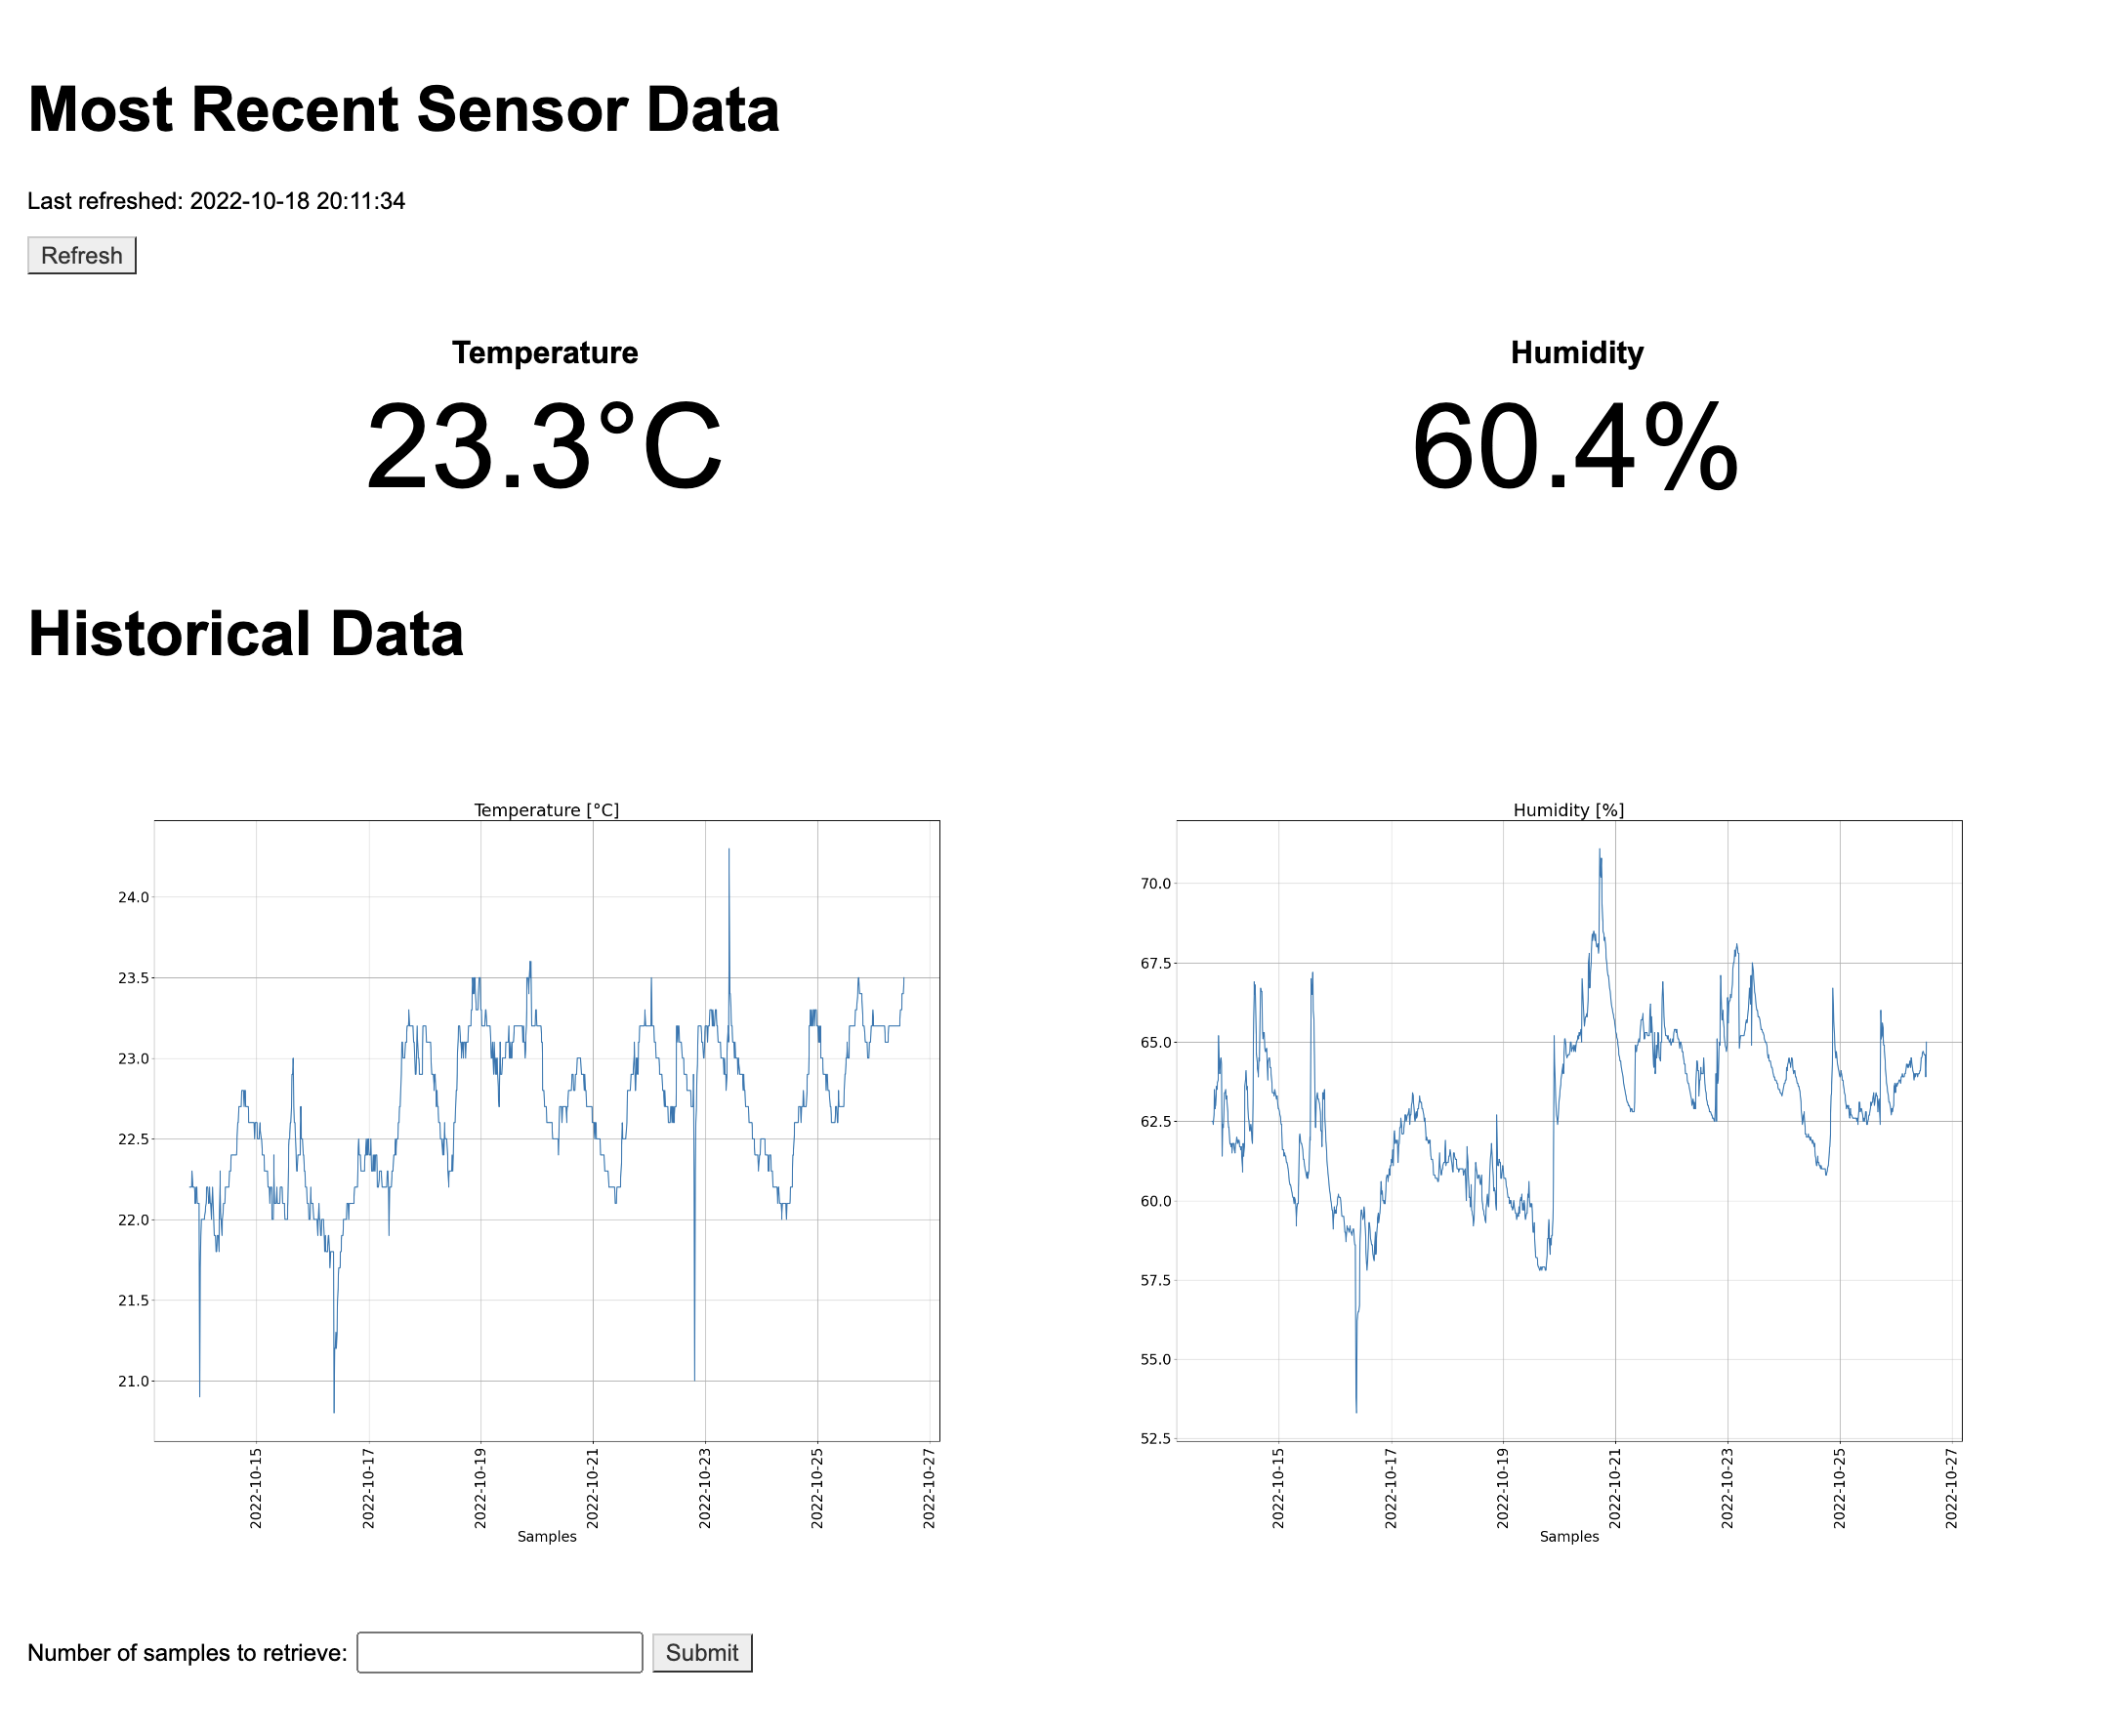 Most Recent Sensor Data
Last refreshed: 2022-10-18 20:11:34
Refresh
Temperature
23.3°C
Humidity
60.4%
Historical Data
Temperature [°C]
24.0
23.5
23.0
22.5
22.0
21.5
21.0
2022-10-15
2022-10-17
2022-10-19
2022-10-21
2022-10-23
2022-10-25
2022-10-27
Samples
Humidity [%]
70.0
67.5
65.0
62.5
60.0
57.5
55.0
52.5
2022-10-15
2022-10-17
2022-10-19
2022-10-21
2022-10-23
2022-10-25
2022-10-27
Samples
Number of samples to retrieve:
Submit